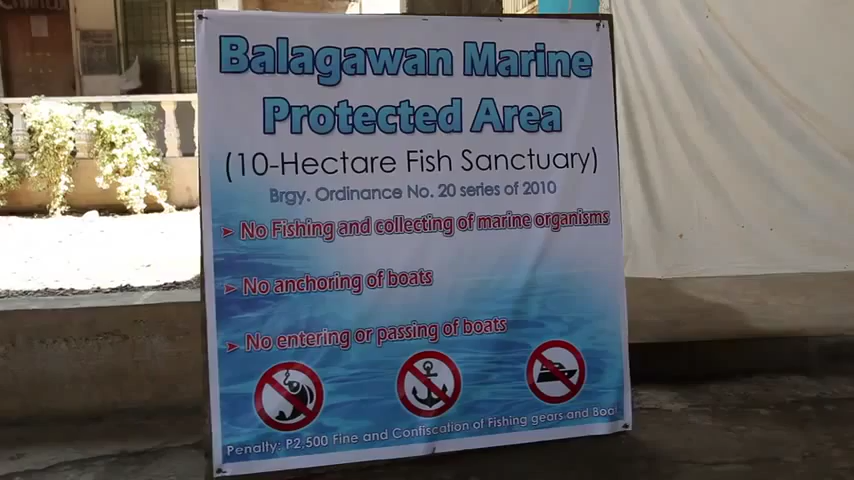 Balagawan Marine
Protected Area
(10-Hectare Fish Sanctuary)
Brgy. Ordinance No. 20 series of 2010
➤ No Fishing and collecting of marine organisms
➤ No anchoring of boats
➤ No entering or passing of boats
Penalty: P2,500 Fine and Confiscation of Fishing gears and Boat